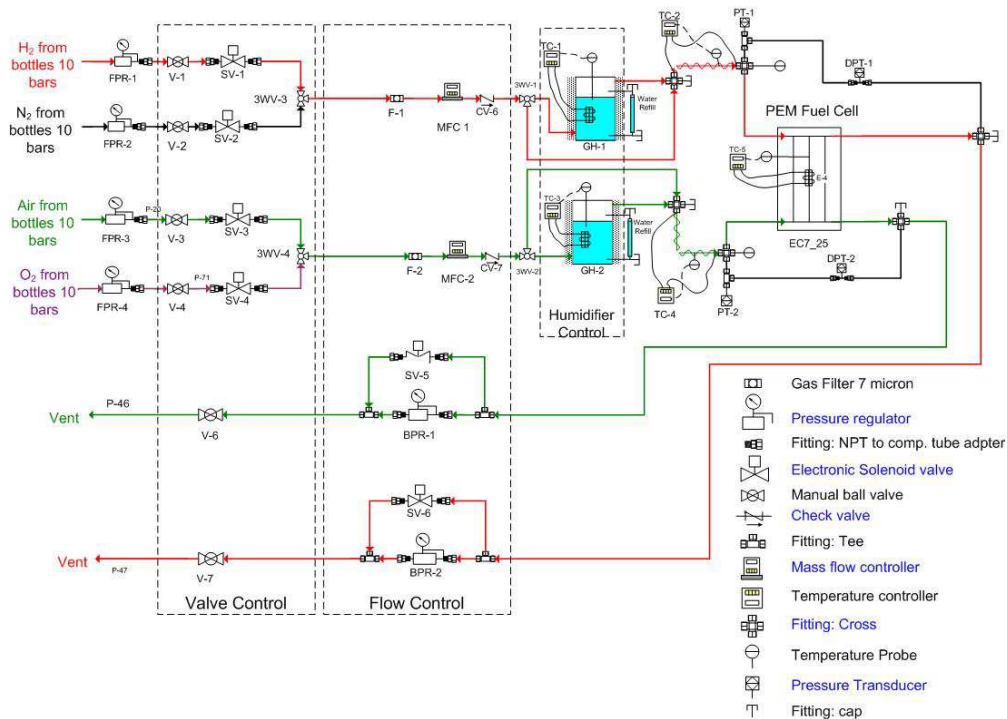 H2 from
bottles 10
bars
FPR-1
V-1
SV-1
N2 from
bottles 10
bars
FPR-2
V-2
SV-2
3WV-3
F-1
MFC 1
CV-6
3WV-1
TC-1
Water
Refill
GH-1
TC-2
PT-1
DPT-1
PEM Fuel Cell
TC-5
E-4
EC7_25
Air from
bottles 10
bars
FPR-3
P-20
V-3
SV-3
O2 from
bottles 10
bars
FPR-4
V-4
P-71
SV-4
3WV-4
F-2
MFC-2
CV-7
3WV-2
TC-3
Water
Refill
GH-2
TC-4
PT-2
DPT-2
Humidifier
Control
SV-5
Vent
P-46
V-6
BPR-1
SV-6
Vent
P-47
V-7
BPR-2
Valve Control
Flow Control
Gas Filter 7 micron
Pressure regulator
Fitting: NPT to comp. tube adpter
Electronic Solenoid valve
Manual ball valve
Check valve
Fitting: Tee
Mass flow controller
Temperature controller
Fitting: Cross
Temperature Probe
Pressure Transducer
Fitting: cap